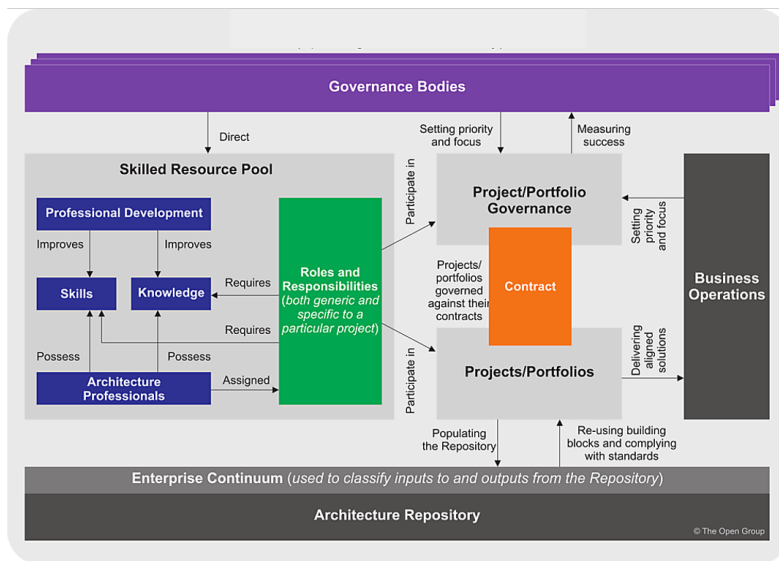 Governance Bodies
Direct
Setting priority
and focus
Measuring
success
Skilled Resource Pool
Professional Development
Improves
Improves
Skills
Knowledge
Possess
Possess
Architecture
Professionals
Requires
Requires
Assigned
Roles and
Responsibilities
(both generic and
specific to a
particular project)
Participate in
Participate in
Project/Portfolio
Governance
Projects/
portfolios
governed
against their
contracts
Contract
Projects/Portfolios
Setting
priority
and focus
Delivering
aligned
solutions
Business
Operations
Populating
the Repository
Re-using building
blocks and complying
with standards
Enterprise Continuum (used to classify inputs to and outputs from the Repository)
Architecture Repository
© The Open Group